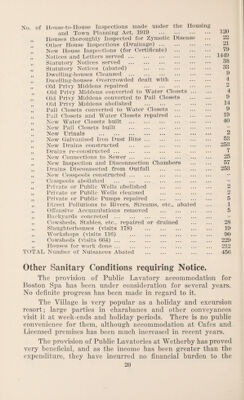 No. of House-to-House Inspections made under the Housing
and Town Planning Act, 1919 ... 120
„ Houses thoroughly Inspected for Zymotic Disease ... 22
„ Other House Inspections (Drainage) ... 21
„ New House Inspections (for Certificate) ... 79
„ Notices and Letters served ... 1449
„ Statutory Notices served ... 38
„ Statutory Notices (abated) ... 33
„ Dwelling-houses Cleansed ... 9
„ Dwelling-houses Overcrowded dealt with ... 4
„ Old Privy Middens repaired ... 2
„ Old Privy Middens converted to Water Closets ... 4
„ Old Privy Middens converted to Pail Closets
„ Old Privy Middens abolished ... 14
„ Pail Closets converted to Water Closets ... 9
„ Pail Closets and Water Closets repaired ... 19
„ New Water Closets built ... 40
„ New Pail Closets built
„ New Urinals ... 2
„ New Galvanised Iron Dust Bins ... 53
„ New Drains constructed ... 253
„ Drains re-constructed ... 7
„ New Connections to Sewer ... 25
„ New Inspection and Disconnection Chambers ... 57
„ Drains Disconnected from Outfall ... 253
„ New Cesspools constructed
„ Cesspools abolished ... 2
„ Private or Public Wells abolished ... 2
„ Private or Public Wells cleansed
„ Private or Public Pumps repaired ... 5
„ Direct Pollutions to Rivers, Streams, etc., abated
„ Offensive Accumulations removed ... 5
„ Backyards concreted
„ Cowsheds, Stables, etc., repaired or drained ... 28
„ Slaughterhouses (visits 178) ... 19
„ Workshops (visits 136) ... 90
„ Cowsheds (visits 664) ... 229
„ Houses for work done ... 212
TOTAL Number of Nuisances Abated ... 456
Other Sanitary Conditions requiring Notice.
The provision of Public Lavatory accommodation for
Boston Spa has been under consideration for several years.
No definite progress has been made in regard to it.
The Village is very popular as a holiday and excursion
resort; large parties in charabancs and other conveyances
visit it at week-ends and holiday periods. There is no public
convenience for them, although accommodation at Cafes and
Licensed premises has been much increased in recent years.
The provision of Public Lavatories at Wetherby has proved
very beneficial, and as the income has been greater than the
expenditure, they have incurred no financial burden to the
20